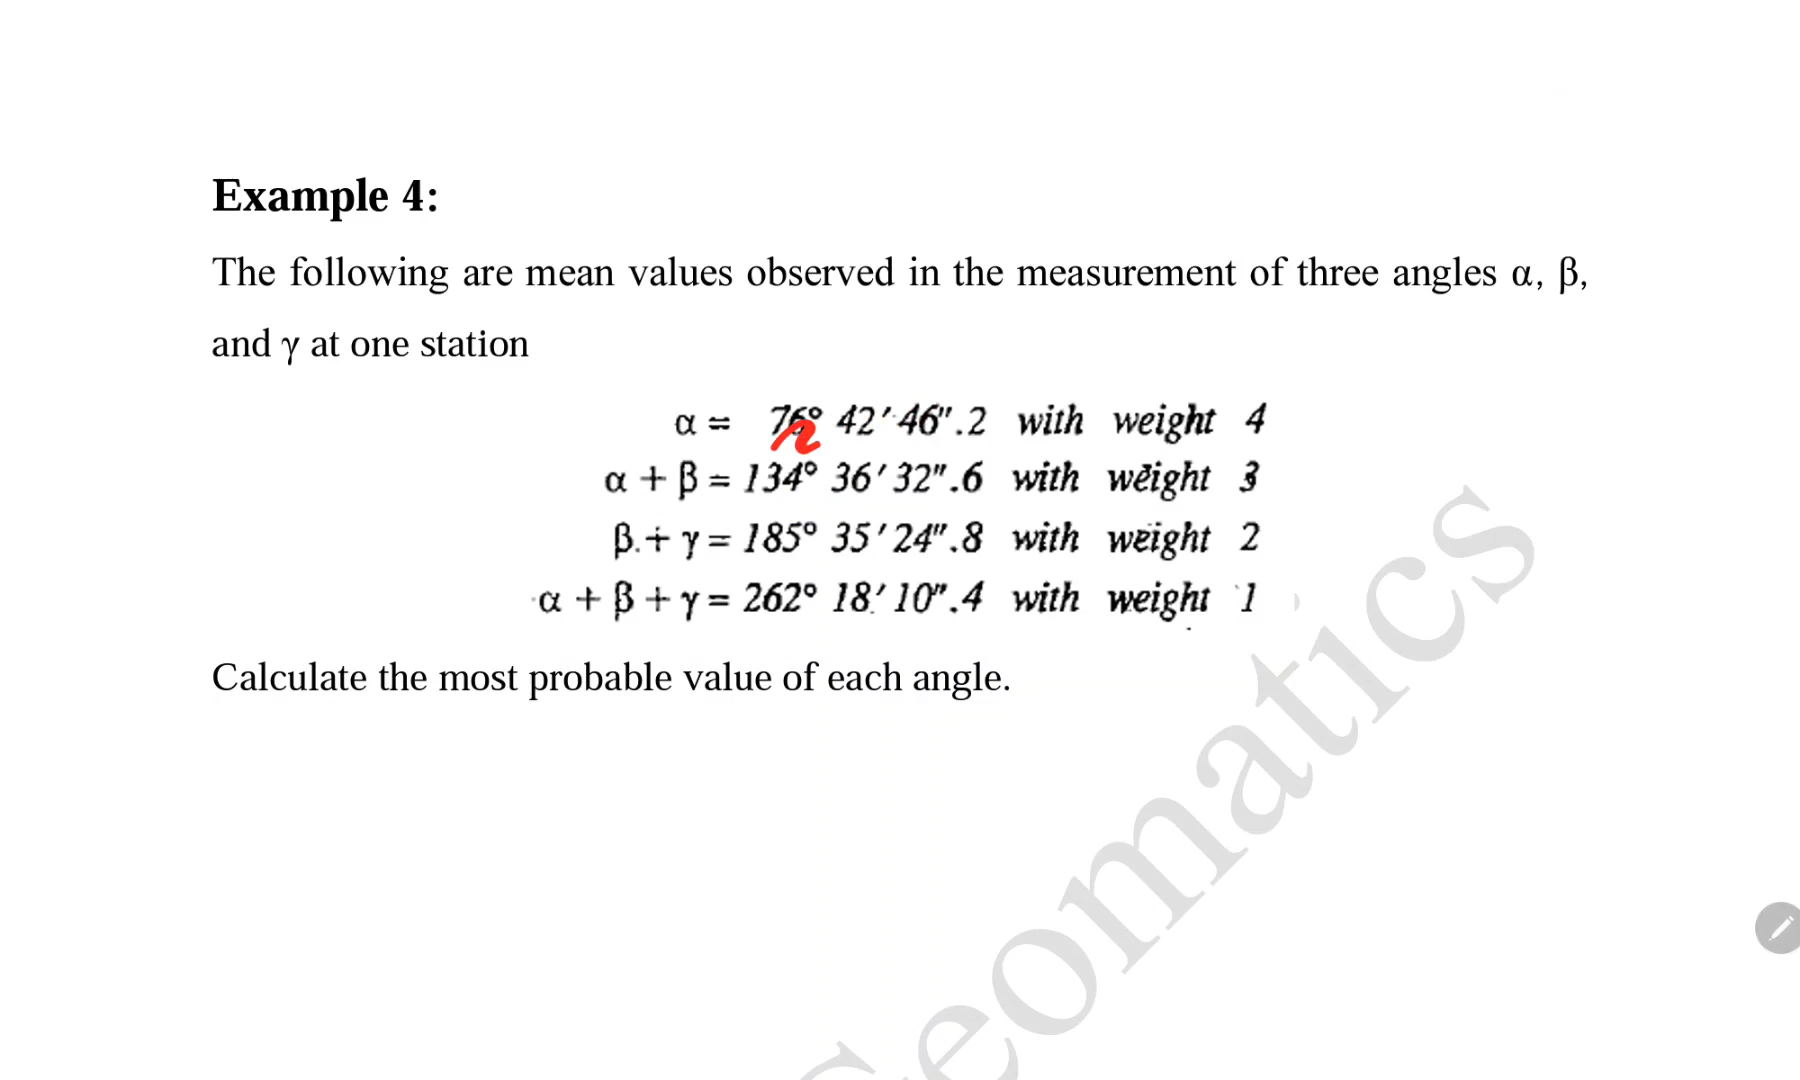 Example 4:
The following are mean values observed in the measurement of three angles α, β,
and γ at one station
α = 76° 42′ 46″.2 with weight 4
α + β = 134° 36′ 32″.6 with weight 3
β + γ = 185° 35′ 24″.8 with weight 2
α + β + γ = 262° 18′ 10″.4 with weight 1
Calculate the most probable value of each angle.
Geomatics